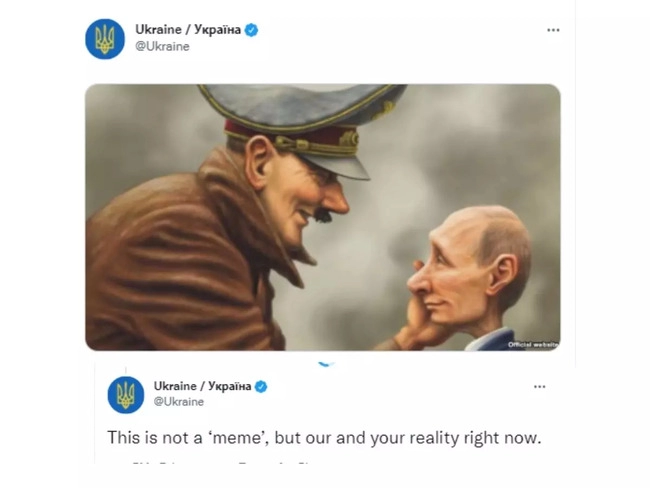 Ukraine / Україна
@Ukraine
Official website
Ukraine / Україна
@Ukraine
This is not a ‘meme’, but our and your reality right now.